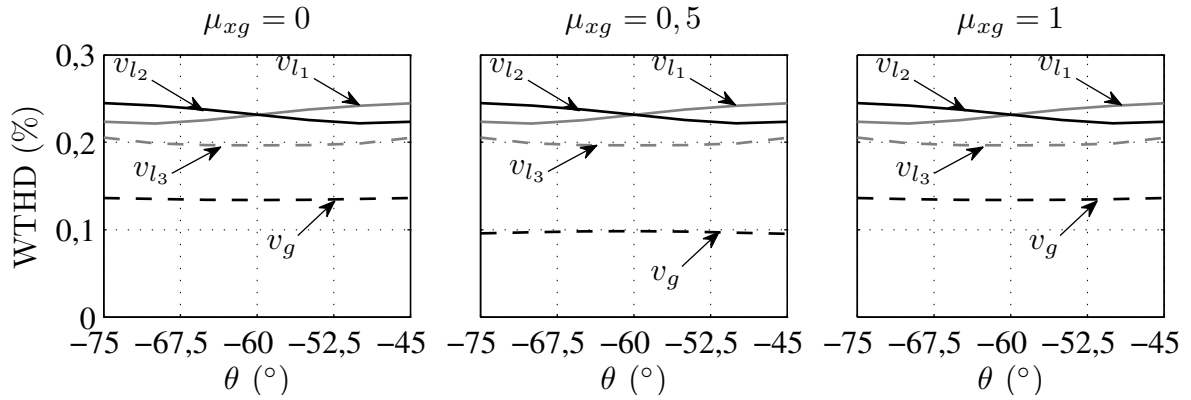 μxg = 0
μxg = 0,5
μxg = 1
WTHD (%)
0,3
0,2
0,1
0
vl2
vl1
vl3
vg
−75 −67,5 −60 −52,5 −45
θ (°)
vl2
vl1
vl3
vg
−75 −67,5 −60 −52,5 −45
θ (°)
vl2
vl1
vl3
vg
−75 −67,5 −60 −52,5 −45
θ (°)